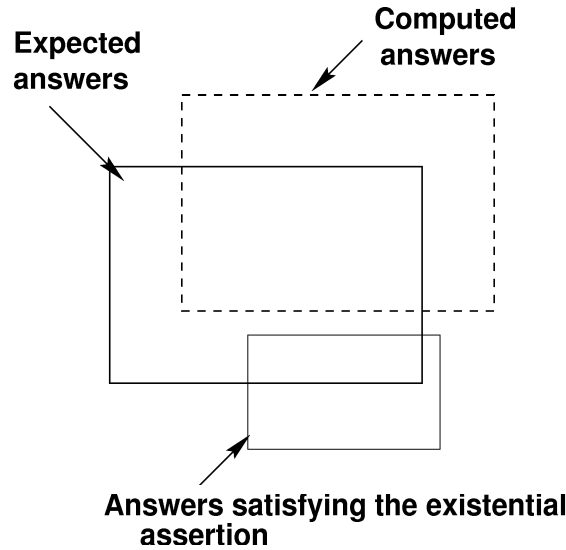 Computed
answers
Expected
answers
Answers satisfying the existential
assertion